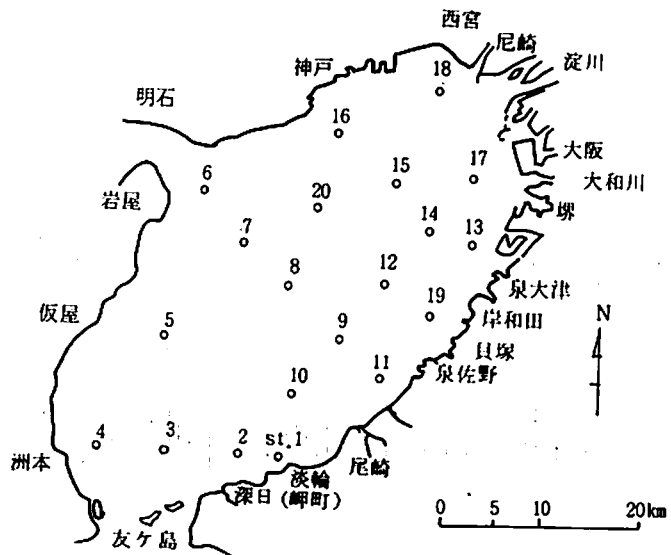 西宮
尼崎
淀川
神戸
18
明石
16
大阪
6
15
17
大和川
岩屋
20
堺
7
14
13
8
12
泉大津
仮屋
19
岸和田
N
5
9
貝塚
11
泉佐野
10
4
3
2
st.1
尾崎
洲本
淡輪
深日(岬町)
友ケ島
0 5 10 20km